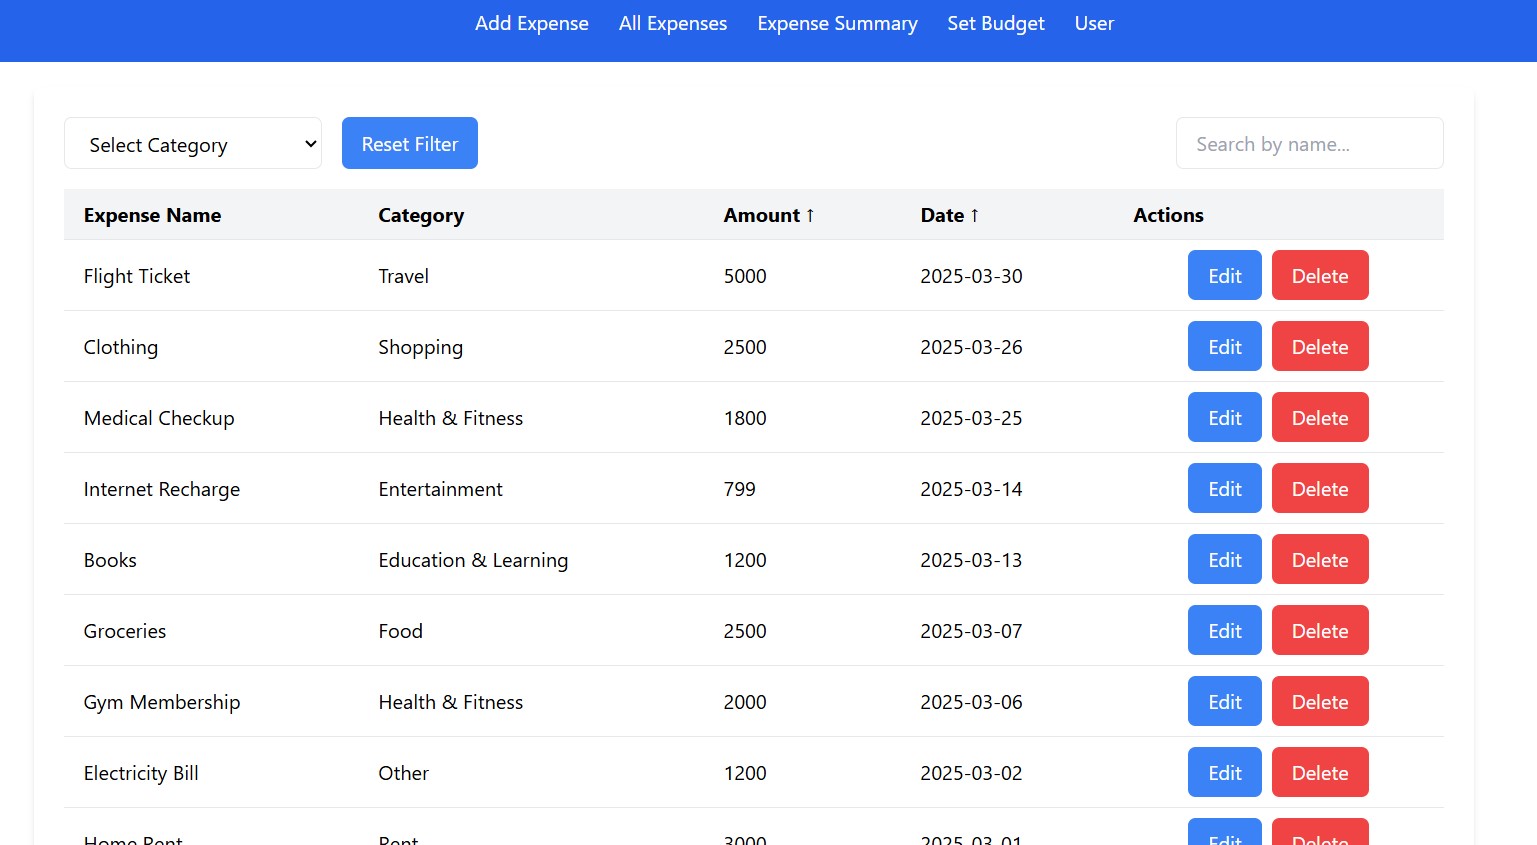 Add Expense All Expenses Expense Summary Set Budget User
Select Category Reset Filter Search by name...
Expense Name Category Amount ↑ Date ↑ Actions
Flight Ticket Travel 5000 2025-03-30 Edit Delete
Clothing Shopping 2500 2025-03-26 Edit Delete
Medical Checkup Health & Fitness 1800 2025-03-25 Edit Delete
Internet Recharge Entertainment 799 2025-03-14 Edit Delete
Books Education & Learning 1200 2025-03-13 Edit Delete
Groceries Food 2500 2025-03-07 Edit Delete
Gym Membership Health & Fitness 2000 2025-03-06 Edit Delete
Electricity Bill Other 1200 2025-03-02 Edit Delete
Home Rent Rent 3000 2025-03-01 Edit Delete